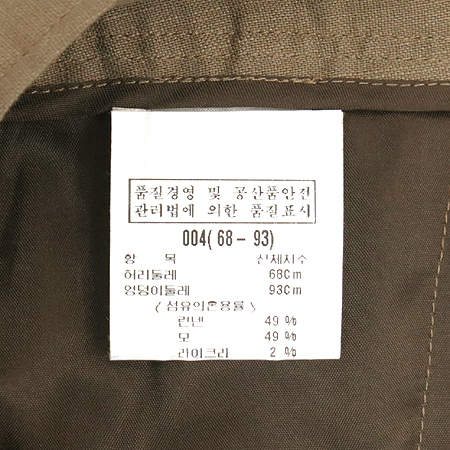 품질경영 및 공산품안전
관리법에 의한 품질표시
004( 68 - 93)
항 목 신체치수
허리둘레 68Cm
엉덩이둘레 93Cm
〈 섬유의혼용률 〉
린넨 49 %
모 49 %
라이크라 2 %